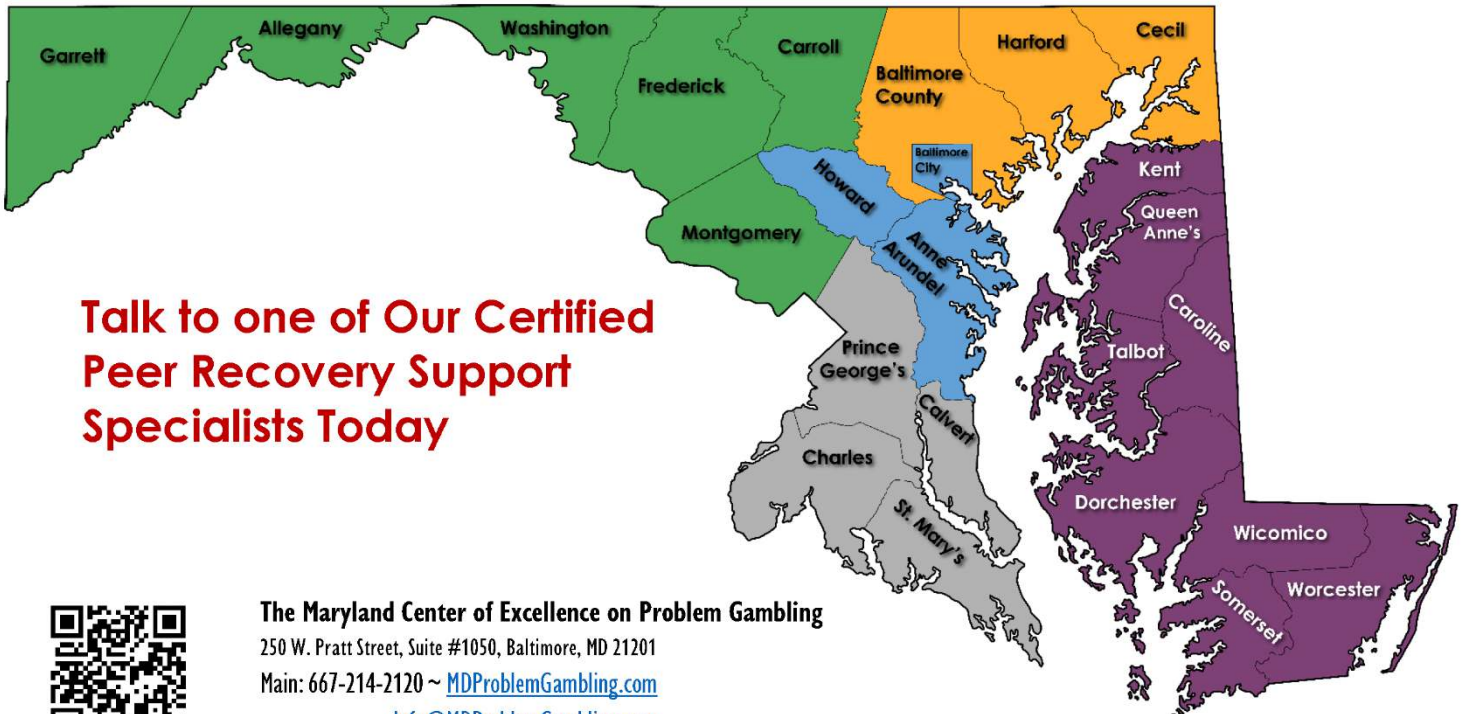 Garrett
Allegany
Washington
Frederick
Carroll
Baltimore
County
Harford
Cecil
Baltimore
City
Howard
Montgomery
Anne
Arundel
Kent
Queen
Anne's
Caroline
Talbot
Prince
George's
Calvert
Charles
St. Mary's
Dorchester
Wicomico
Somerset
Worcester
Talk to one of Our Certified
Peer Recovery Support
Specialists Today
The Maryland Center of Excellence on Problem Gambling
250 W. Pratt Street, Suite #1050, Baltimore, MD 21201
Main: 667-214-2120 ~ MDProblemGambling.com